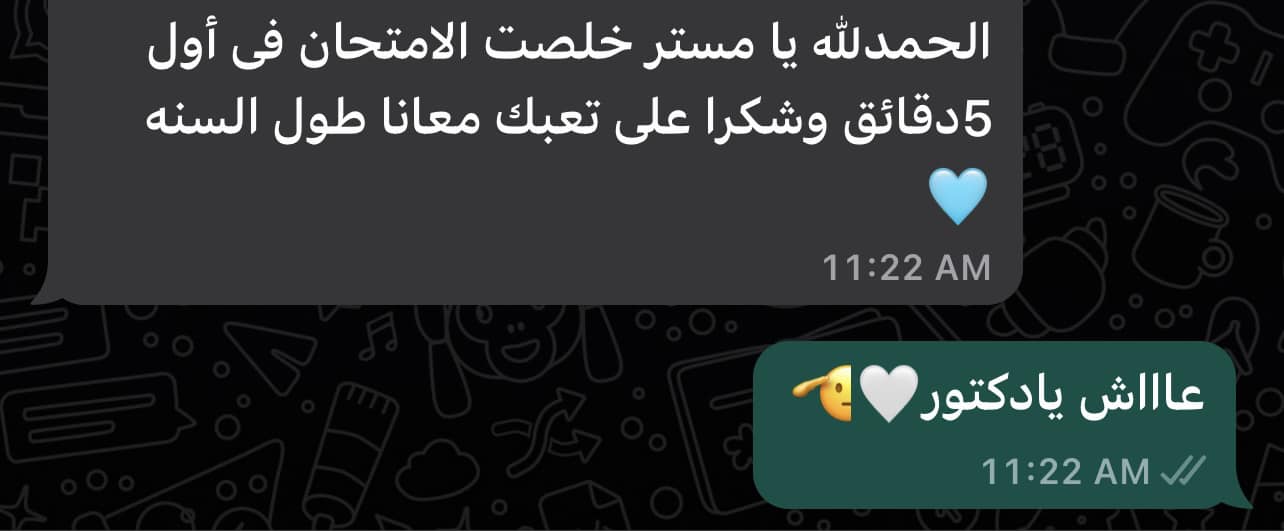 الحمدلله يا مستر خلصت الامتحان فى أول
5دقائق وشكرا على تعبك معانا طول السنه
🩵
11:22 AM
عاااش يادكتور🤍🫡
11:22 AM